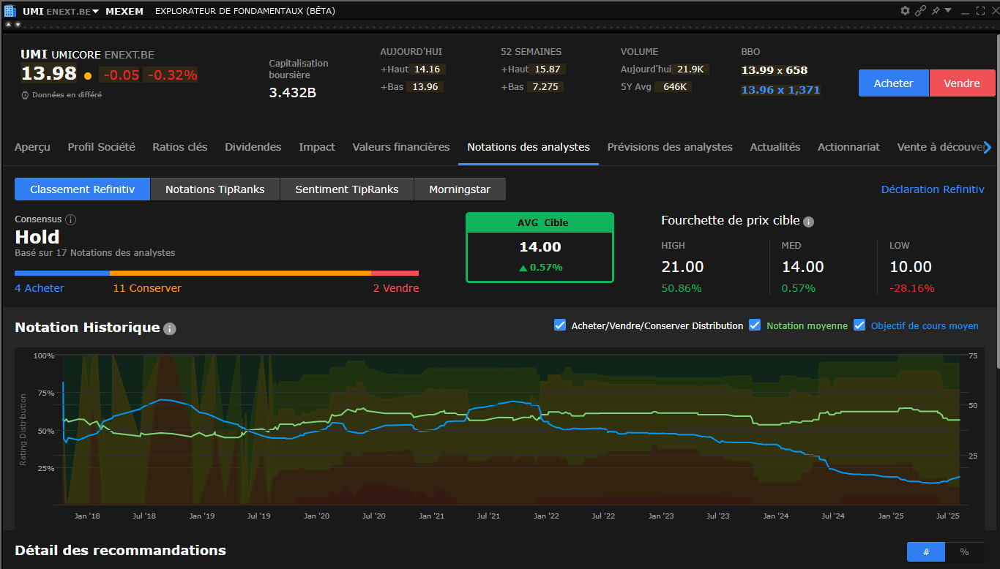 UMI ENEXT.BE MEXEM EXPLORATEUR DE FONDAMENTAUX (BÊTA)
UMI UMICORE ENEXT.BE
13.98 -0.05 -0.32%
Données en différé
Capitalisation
boursière
3.432B
AUJOURD'HUI
+Haut 14.16
+Bas 13.96
52 SEMAINES
+Haut 15.87
+Bas 7.275
VOLUME
Aujourd'hui 21.9K
5Y Avg 646K
BBO
13.99 x 658
13.96 x 1,371
Acheter Vendre
Aperçu Profil Société Ratios clés Dividendes Impact Valeurs financières Notations des analystes Prévisions des analystes Actualités Actionnariat Vente à découver
Classement Refinitiv Notations TipRanks Sentiment TipRanks Morningstar Déclaration Refinitiv
Consensus i
Hold
Basé sur 17 Notations des analystes
4 Acheter 11 Conserver 2 Vendre
AVG Cible
14.00
▲0.57%
Fourchette de prix cible i
HIGH MED LOW
21.00 14.00 10.00
50.86% 0.57% -28.16%
Notation Historique i
Acheter/Vendre/Conserver Distribution Notation moyenne Objectif de cours moyen
Rating Distribution
100% 75
75%
50
50%
25
25%
Jan '18 Jul '18 Jan '19 Jul '19 Jan '20 Jul '20 Jan '21 Jul '21 Jan '22 Jul '22 Jan '23 Jul '23 Jan '24 Jul '24 Jan '25 Jul '25
Détail des recommandations # %